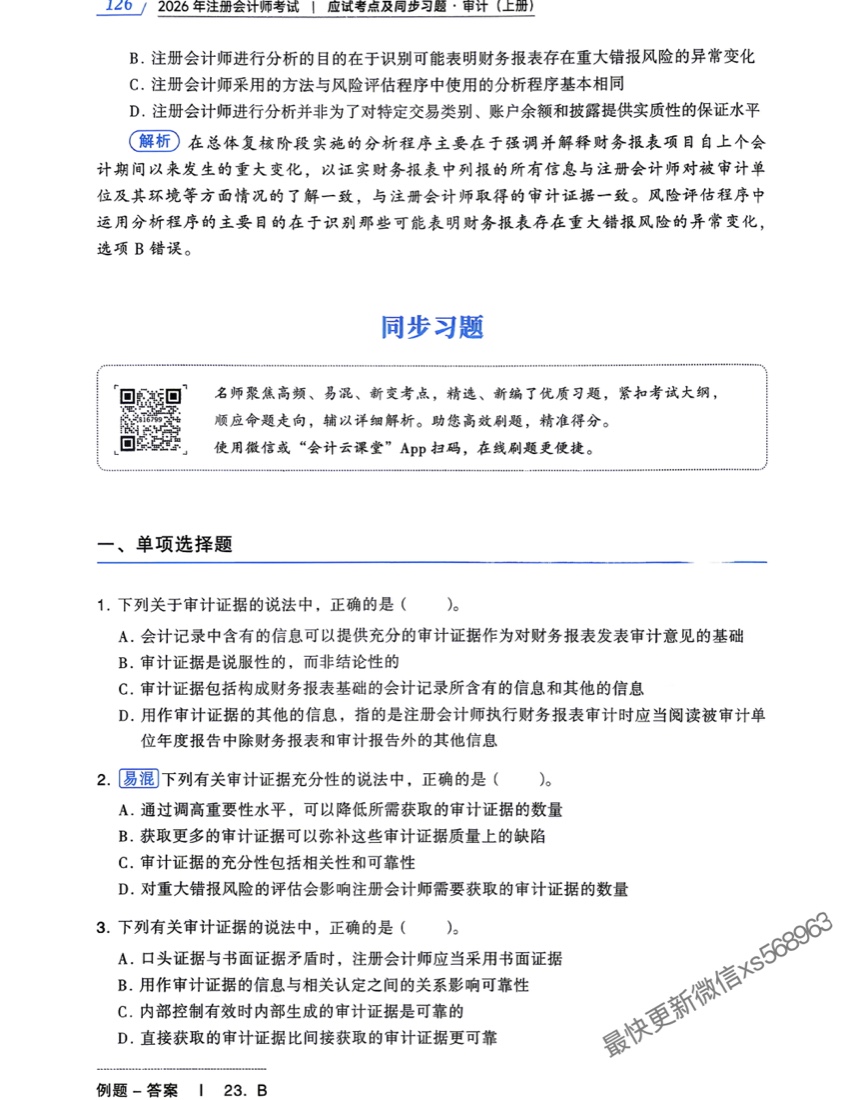 126 2026 年注册会计师考试 | 应试考点及同步习题·审计（上册）
B. 注册会计师进行分析的目的在于识别可能表明财务报表存在重大错报风险的异常变化
C. 注册会计师采用的方法与风险评估程序中使用的分析程序基本相同
D. 注册会计师进行分析并非为了对特定交易类别、账户余额和披露提供实质性的保证水平
解析 在总体复核阶段实施的分析程序主要在于强调并解释财务报表项目自上个会
计期间以来发生的重大变化，以证实财务报表中列报的所有信息与注册会计师对被审计单
位及其环境等方面情况的了解一致，与注册会计师取得的审计证据一致。风险评估程序中
运用分析程序的主要目的在于识别那些可能表明财务报表存在重大错报风险的异常变化，
选项 B 错误。
同步习题
名师聚焦高频、易混、新变考点，精选、新编了优质习题，紧扣考试大纲，
顺应命题走向，辅以详细解析。助您高效刷题，精准得分。
使用微信或“会计云课堂”App 扫码，在线刷题更便捷。
一、单项选择题
1. 下列关于审计证据的说法中，正确的是（　　）。
A. 会计记录中含有的信息可以提供充分的审计证据作为对财务报表发表审计意见的基础
B. 审计证据是说服性的，而非结论性的
C. 审计证据包括构成财务报表基础的会计记录所含有的信息和其他的信息
D. 用作审计证据的其他的信息，指的是注册会计师执行财务报表审计时应当阅读被审计单
位年度报告中除财务报表和审计报告外的其他信息
2. 易混 下列有关审计证据充分性的说法中，正确的是（　　）。
A. 通过调高重要性水平，可以降低所需获取的审计证据的数量
B. 获取更多的审计证据可以弥补这些审计证据质量上的缺陷
C. 审计证据的充分性包括相关性和可靠性
D. 对重大错报风险的评估会影响注册会计师需要获取的审计证据的数量
3. 下列有关审计证据的说法中，正确的是（　　）。
A. 口头证据与书面证据矛盾时，注册会计师应当采用书面证据
B. 用作审计证据的信息与相关认定之间的关系影响可靠性
C. 内部控制有效时内部生成的审计证据是可靠的
D. 直接获取的审计证据比间接获取的审计证据更可靠
最快更新微信xs568963
例题 – 答案 | 23. B